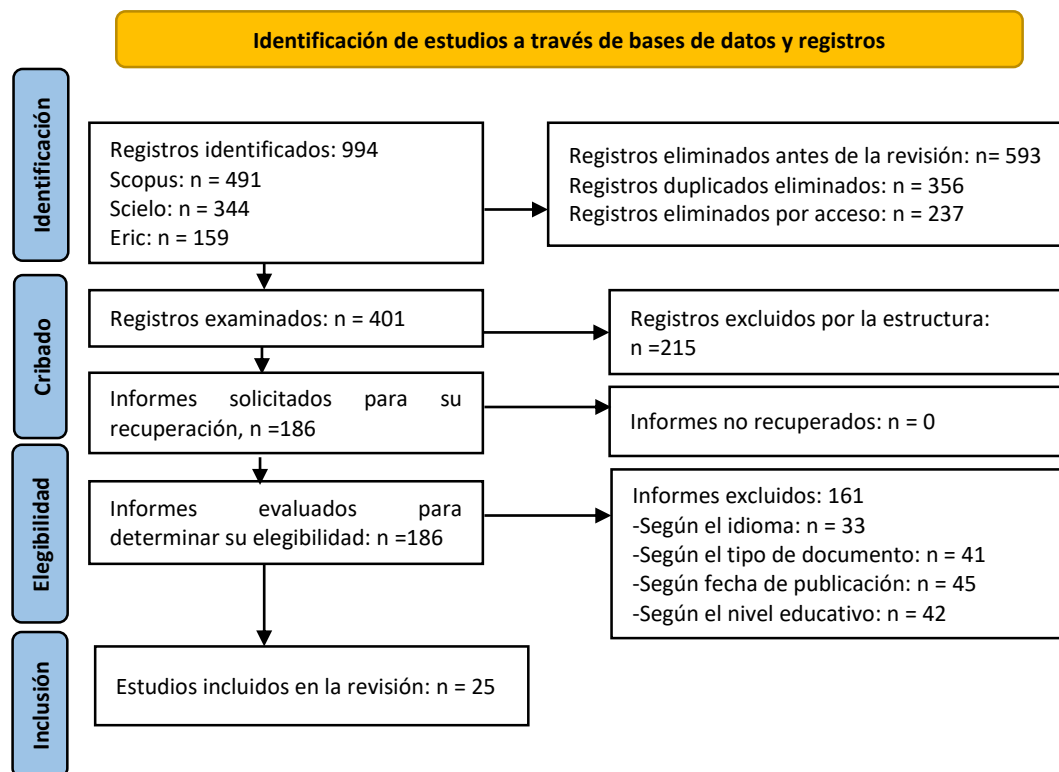 Identificación de estudios a través de bases de datos y registros
Identificación
Registros identificados: 994
Scopus: n = 491
Scielo: n = 344
Eric: n = 159
Registros eliminados antes de la revisión: n= 593
Registros duplicados eliminados: n = 356
Registros eliminados por acceso: n = 237
Cribado
Registros examinados: n = 401
Registros excluidos por la estructura:
n =215
Informes solicitados para su
recuperación, n =186
Informes no recuperados: n = 0
Elegibilidad
Informes evaluados para
determinar su elegibilidad: n =186
Informes excluidos: 161
-Según el idioma: n = 33
-Según el tipo de documento: n = 41
-Según fecha de publicación: n = 45
-Según el nivel educativo: n = 42
Inclusión
Estudios incluidos en la revisión: n = 25